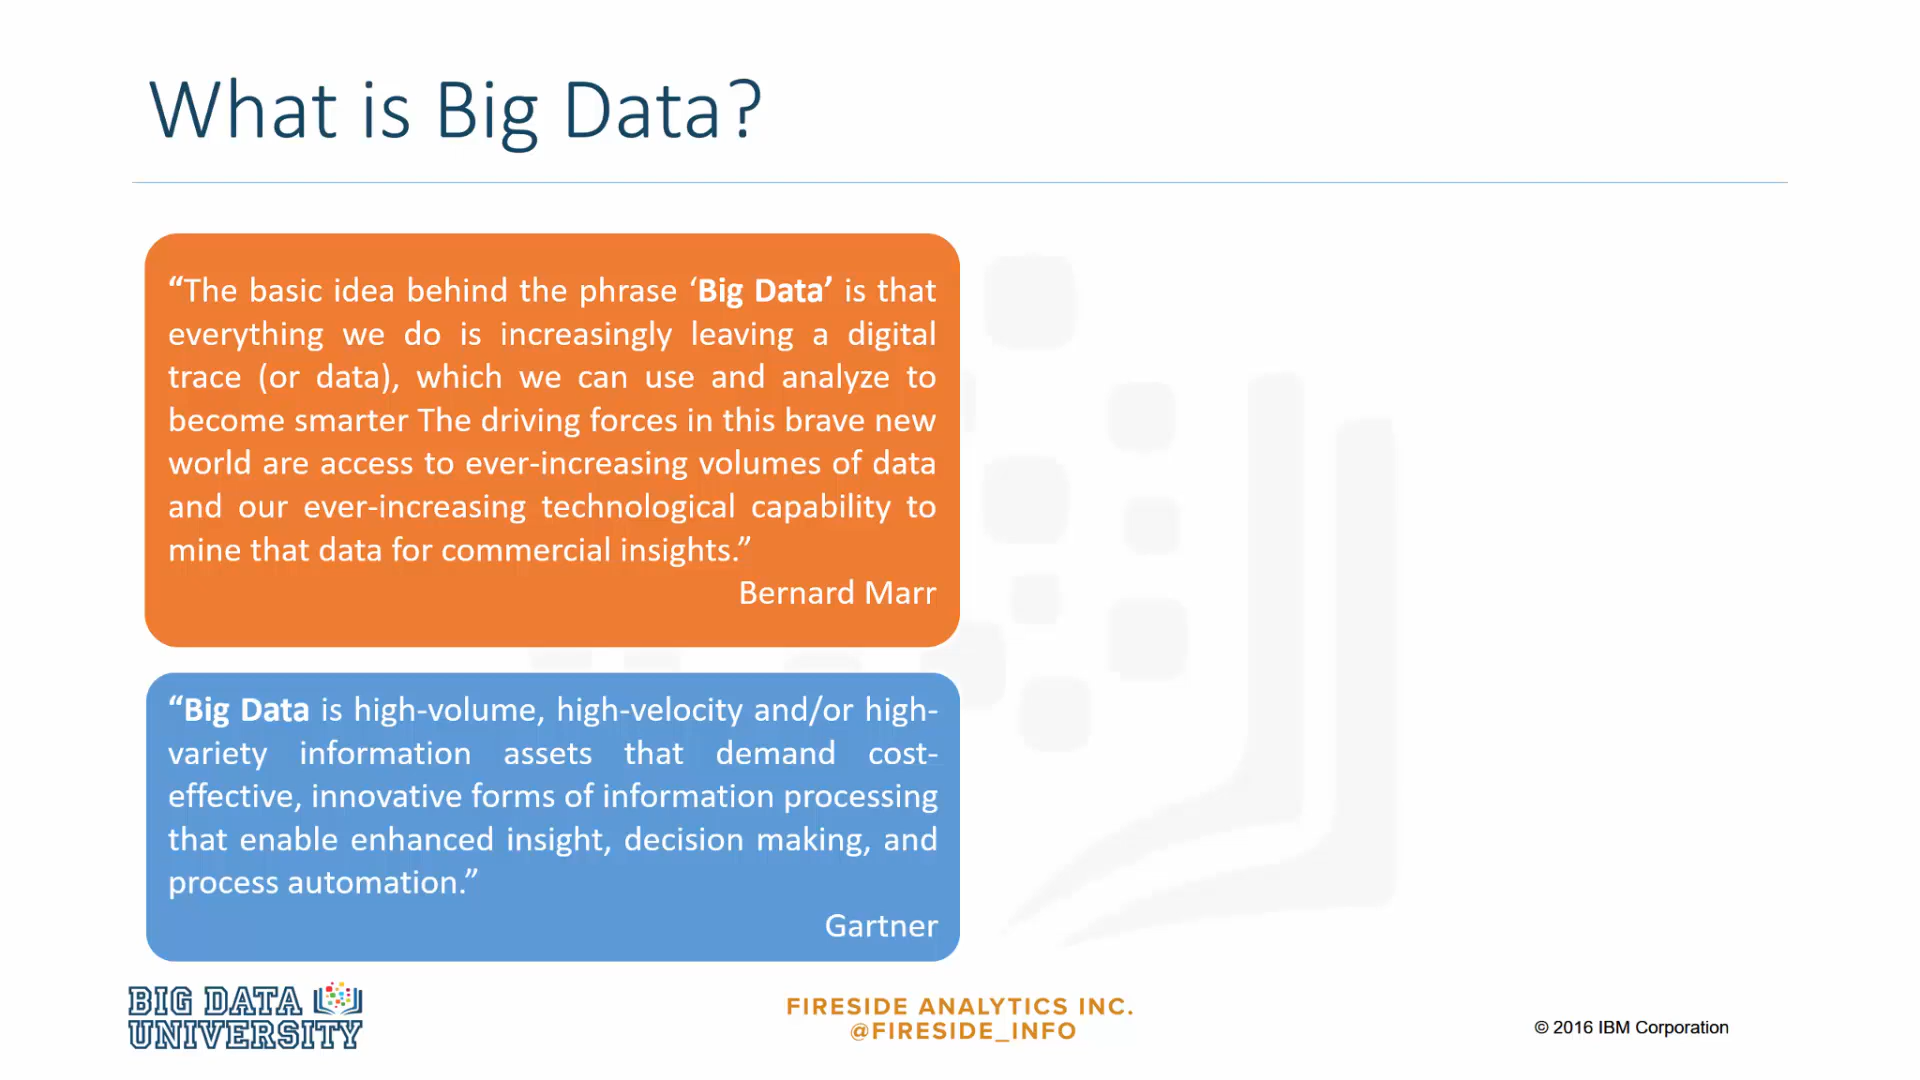 What is Big Data?
“The basic idea behind the phrase ‘Big Data’ is that
everything we do is increasingly leaving a digital
trace (or data), which we can use and analyze to
become smarter The driving forces in this brave new
world are access to ever-increasing volumes of data
and our ever-increasing technological capability to
mine that data for commercial insights.”
Bernard Marr
“Big Data is high-volume, high-velocity and/or high-
variety information assets that demand cost-
effective, innovative forms of information processing
that enable enhanced insight, decision making, and
process automation.”
Gartner
BIG DATA
UNIVERSITY
FIRESIDE ANALYTICS INC.
@FIRESIDE_INFO
© 2016 IBM Corporation